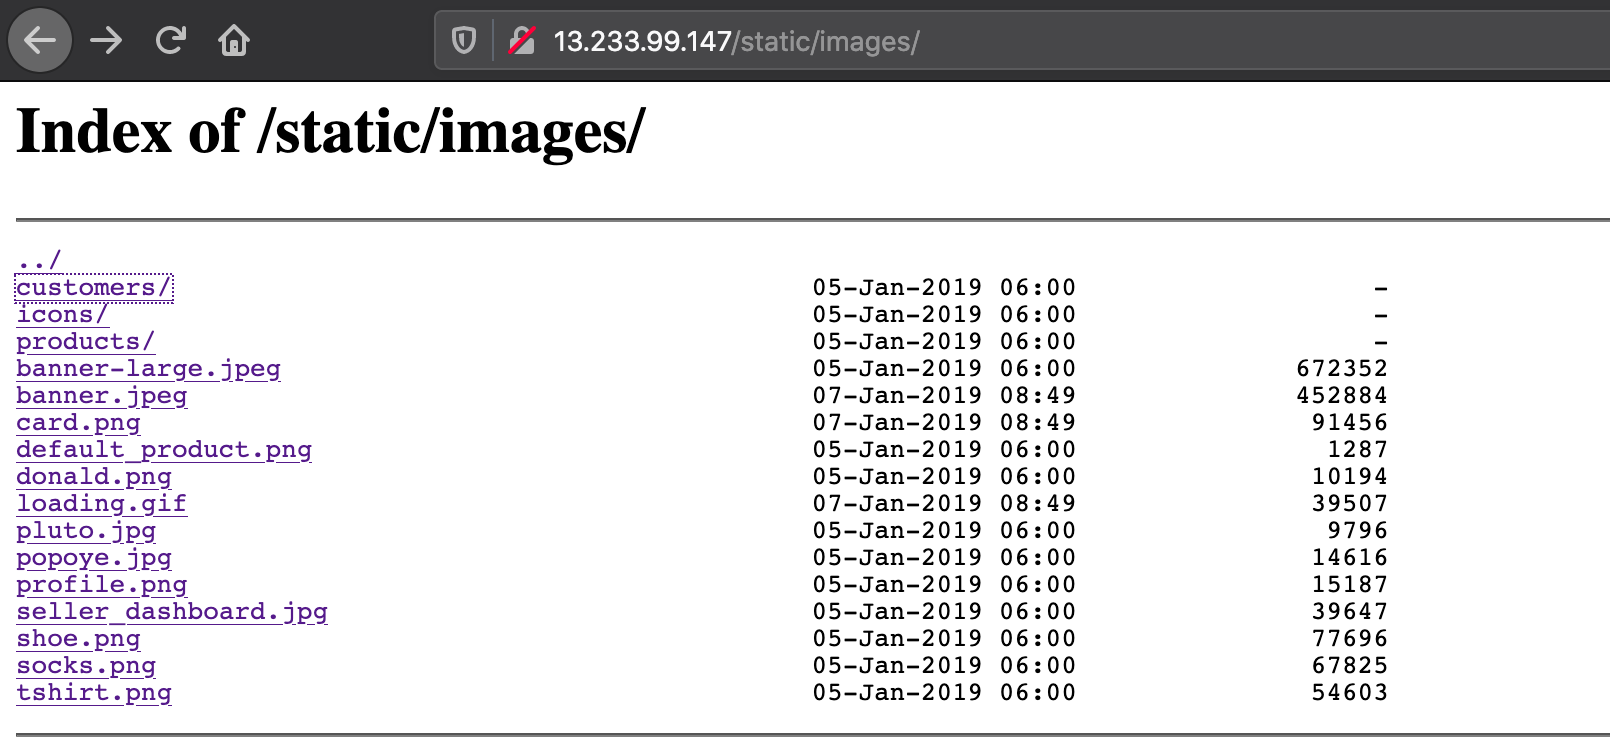 13.233.99.147/static/images/
Index of /static/images/
../
customers/ 05-Jan-2019 06:00 -
icons/ 05-Jan-2019 06:00 -
products/ 05-Jan-2019 06:00 -
banner-large.jpeg 05-Jan-2019 06:00 672352
banner.jpeg 07-Jan-2019 08:49 452884
card.png 07-Jan-2019 08:49 91456
default_product.png 05-Jan-2019 06:00 1287
donald.png 05-Jan-2019 06:00 10194
loading.gif 07-Jan-2019 08:49 39507
pluto.jpg 05-Jan-2019 06:00 9796
popoye.jpg 05-Jan-2019 06:00 14616
profile.png 05-Jan-2019 06:00 15187
seller_dashboard.jpg 05-Jan-2019 06:00 39647
shoe.png 05-Jan-2019 06:00 77696
socks.png 05-Jan-2019 06:00 67825
tshirt.png 05-Jan-2019 06:00 54603